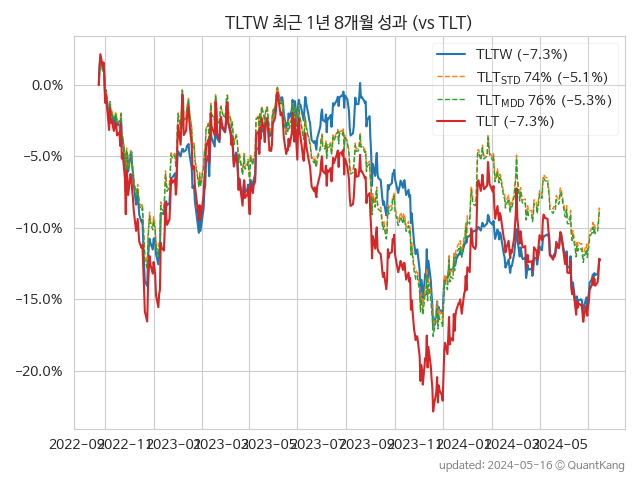 TLTW 최근 1년 8개월 성과 (vs TLT)
TLTW (−7.3%)
TLT_STD 74% (−5.1%)
TLT_MDD 76% (−5.3%)
TLT (−7.3%)
0.0%
−5.0%
−10.0%
−15.0%
−20.0%
2022−09 2022−11 2023−01 2023−03 2023−05 2023−07 2023−09 2023−11 2024−01 2024−03 2024−05
updated: 2024-05-16 ⓒ QuantKang